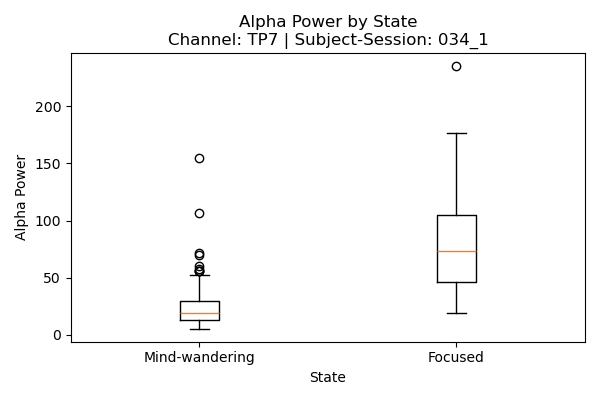 Alpha Power by State
Channel: TP7 | Subject-Session: 034_1
Alpha Power
200
150
100
50
0
Mind-wandering
Focused
State